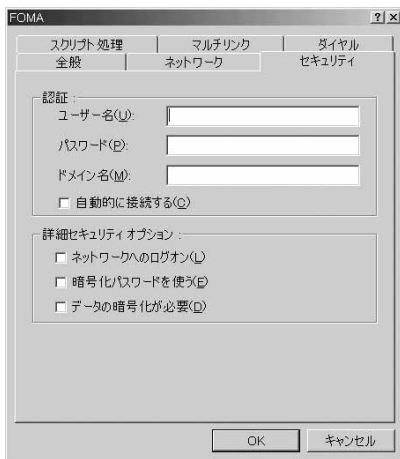 FOMA
スクリプト処理 マルチリンク ダイヤル
全般 ネットワーク セキュリティ
認証:
ユーザー名(U):
パスワード(P):
ドメイン名(M):
自動的に接続する(C)
詳細セキュリティ オプション:
ネットワークへのログオン(L)
暗号化パスワードを使う(E)
データの暗号化が必要(D)
OK キャンセル